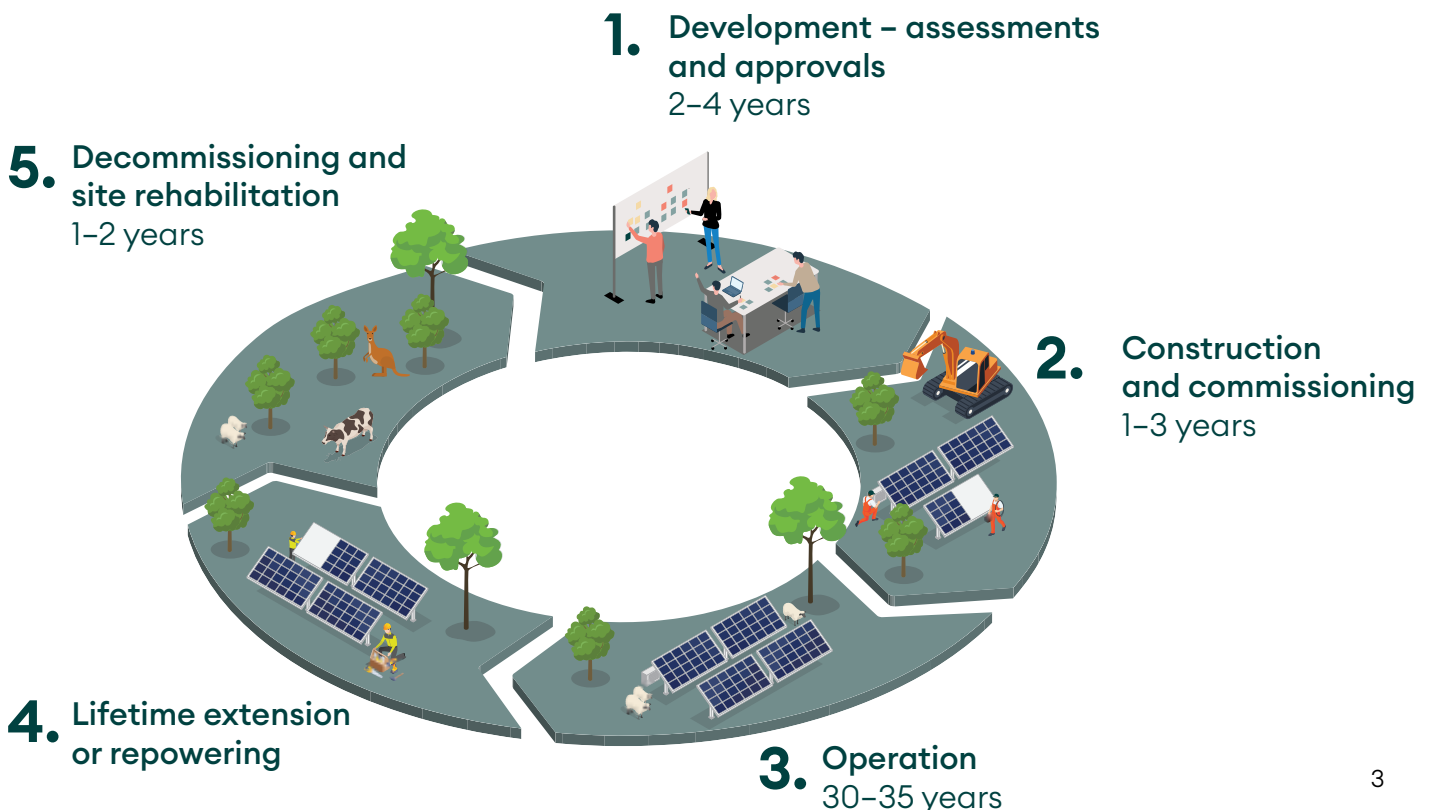 1. Development – assessments
and approvals
2–4 years
2. Construction
and commissioning
1–3 years
3. Operation
30–35 years
4. Lifetime extension
or repowering
5. Decommissioning and
site rehabilitation
1–2 years
3